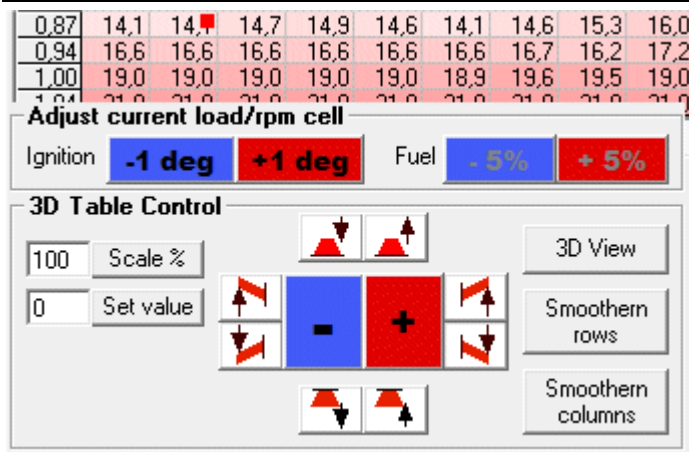 0,87 14,1 14,1 14,7 14,9 14,6 14,1 14,6 15,3 16,0
0,94 16,6 16,6 16,6 16,6 16,6 16,6 16,7 16,2 17,2
1,00 19,0 19,0 19,0 19,0 19,0 18,9 19,6 19,5 19,0
Adjust current load/rpm cell
Ignition -1 deg +1 deg Fuel - 5% + 5%
3D Table Control
100 Scale %
3D View
0 Set value
- +
Smoothern
rows
Smoothern
columns